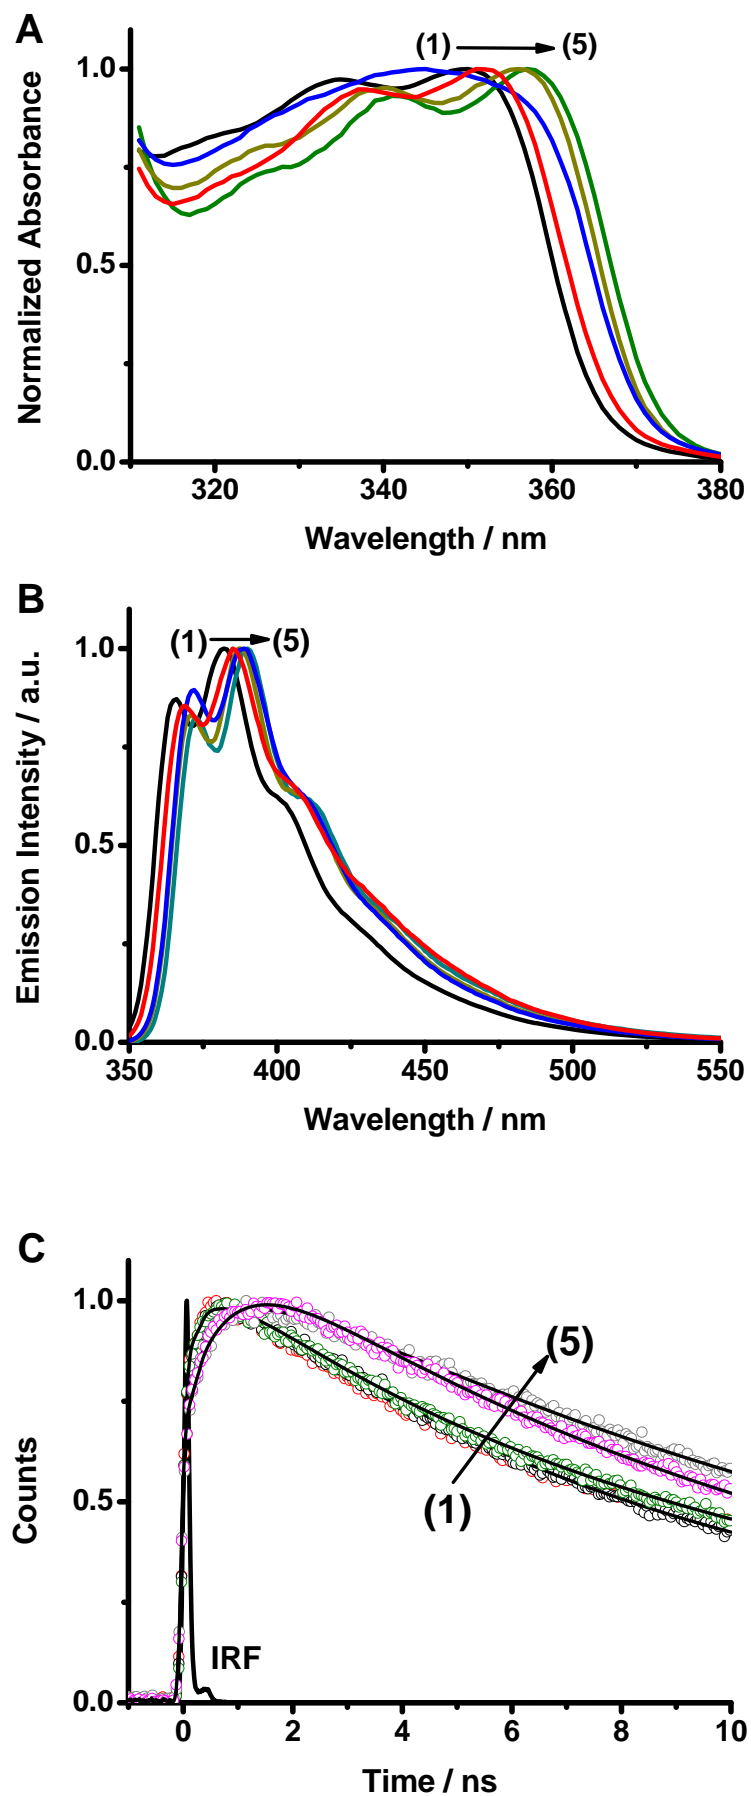 A
(1) (5)
1.0
0.5
0.0
Normalized Absorbance
320 340 360 380
Wavelength / nm
B
(1) (5)
1.0
0.5
0.0
Emission Intensity / a.u.
350 400 450 500 550
Wavelength / nm
C
1.0
0.5
0.0
Counts
(5)
(1)
IRF
0 2 4 6 8 10
Time / ns